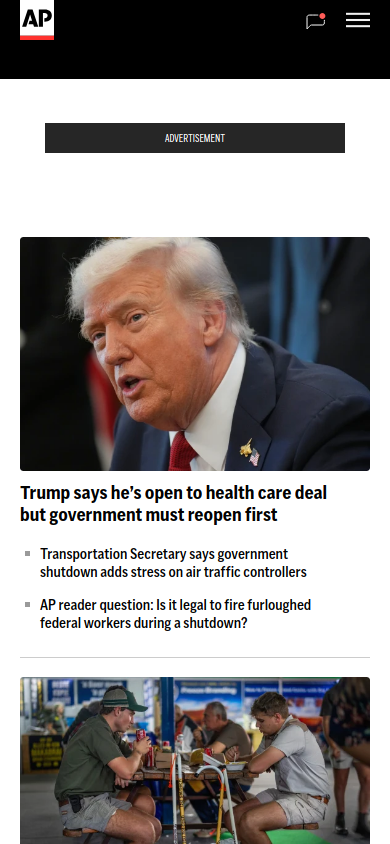 AP
ADVERTISEMENT
Trump says he’s open to health care deal
but government must reopen first
Transportation Secretary says government
shutdown adds stress on air traffic controllers
AP reader question: Is it legal to fire furloughed
federal workers during a shutdown?